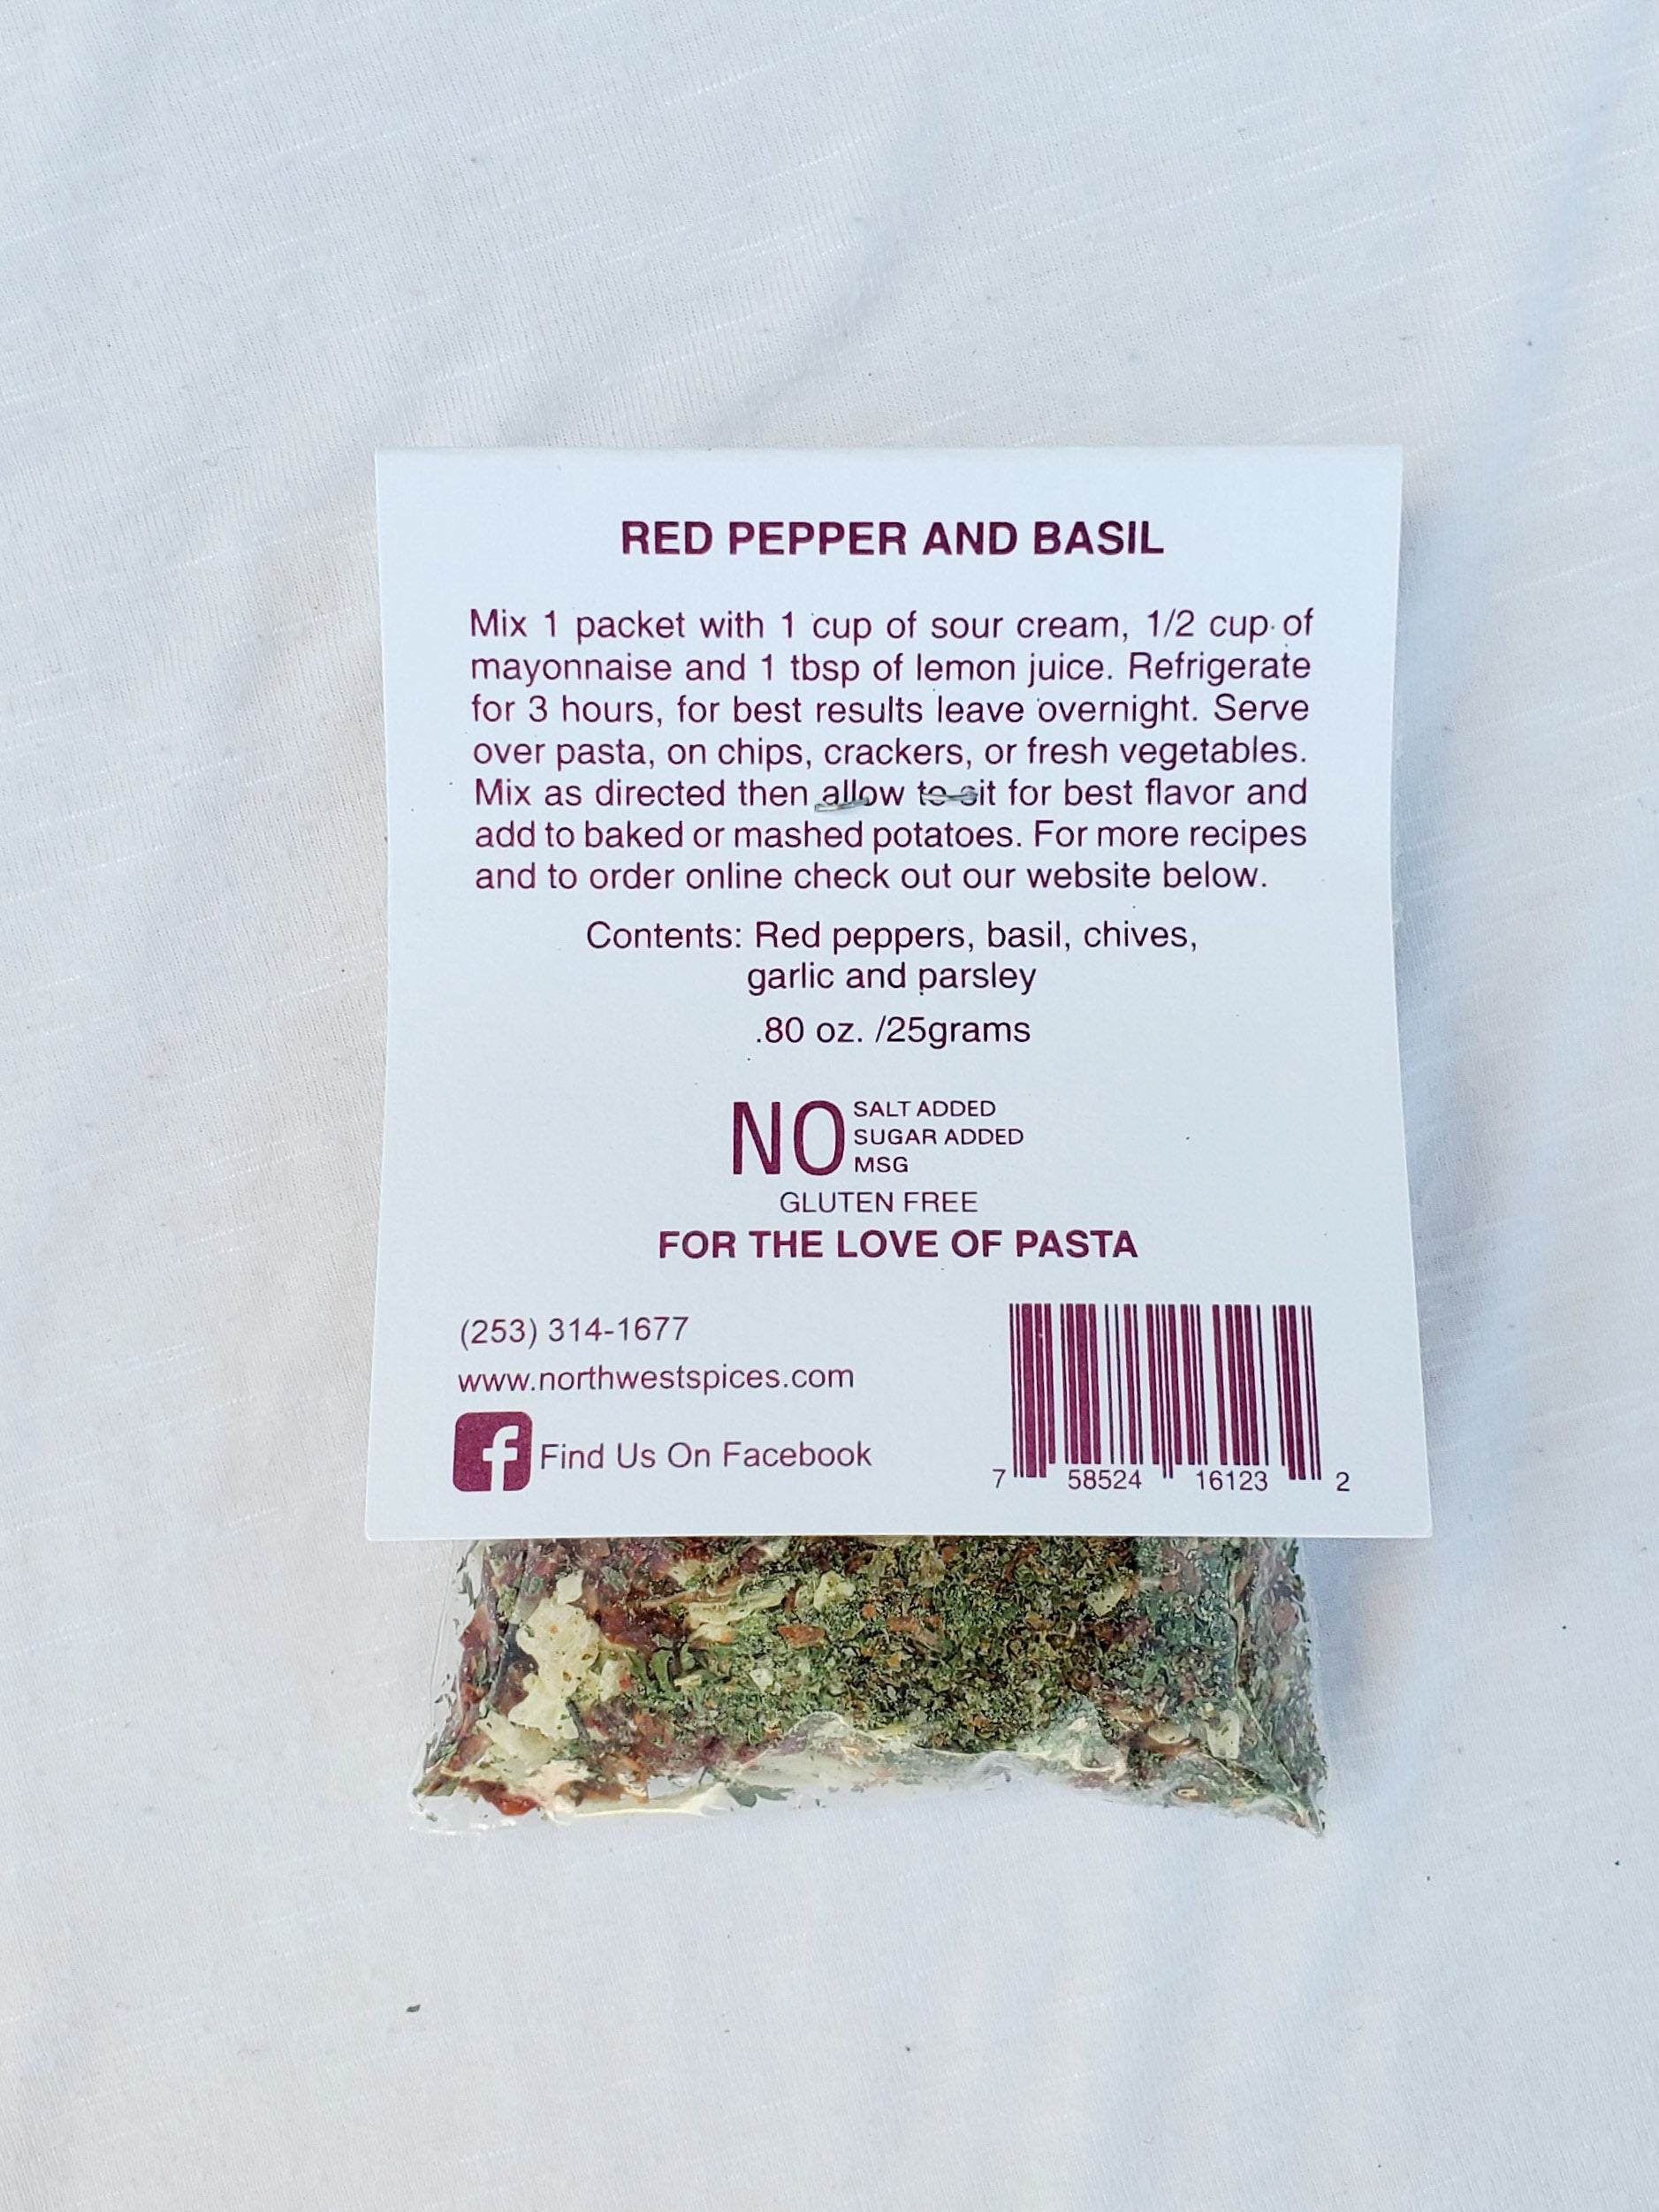 RED PEPPER AND BASIL
Mix 1 packet with 1 cup of sour cream, 1/2 cup of
mayonnaise and 1 tbsp of lemon juice. Refrigerate
for 3 hours, for best results leave overnight. Serve
over pasta, on chips, crackers, or fresh vegetables.
Mix as directed then allow to sit for best flavor and
add to baked or mashed potatoes. For more recipes
and to order online check out our website below.
Contents: Red peppers, basil, chives,
garlic and parsley
.80 oz. /25grams
NO SALT ADDED
SUGAR ADDED
MSG
GLUTEN FREE
FOR THE LOVE OF PASTA
(253) 314-1677
www.northwestspices.com
Find Us On Facebook
7 58524 16123 2